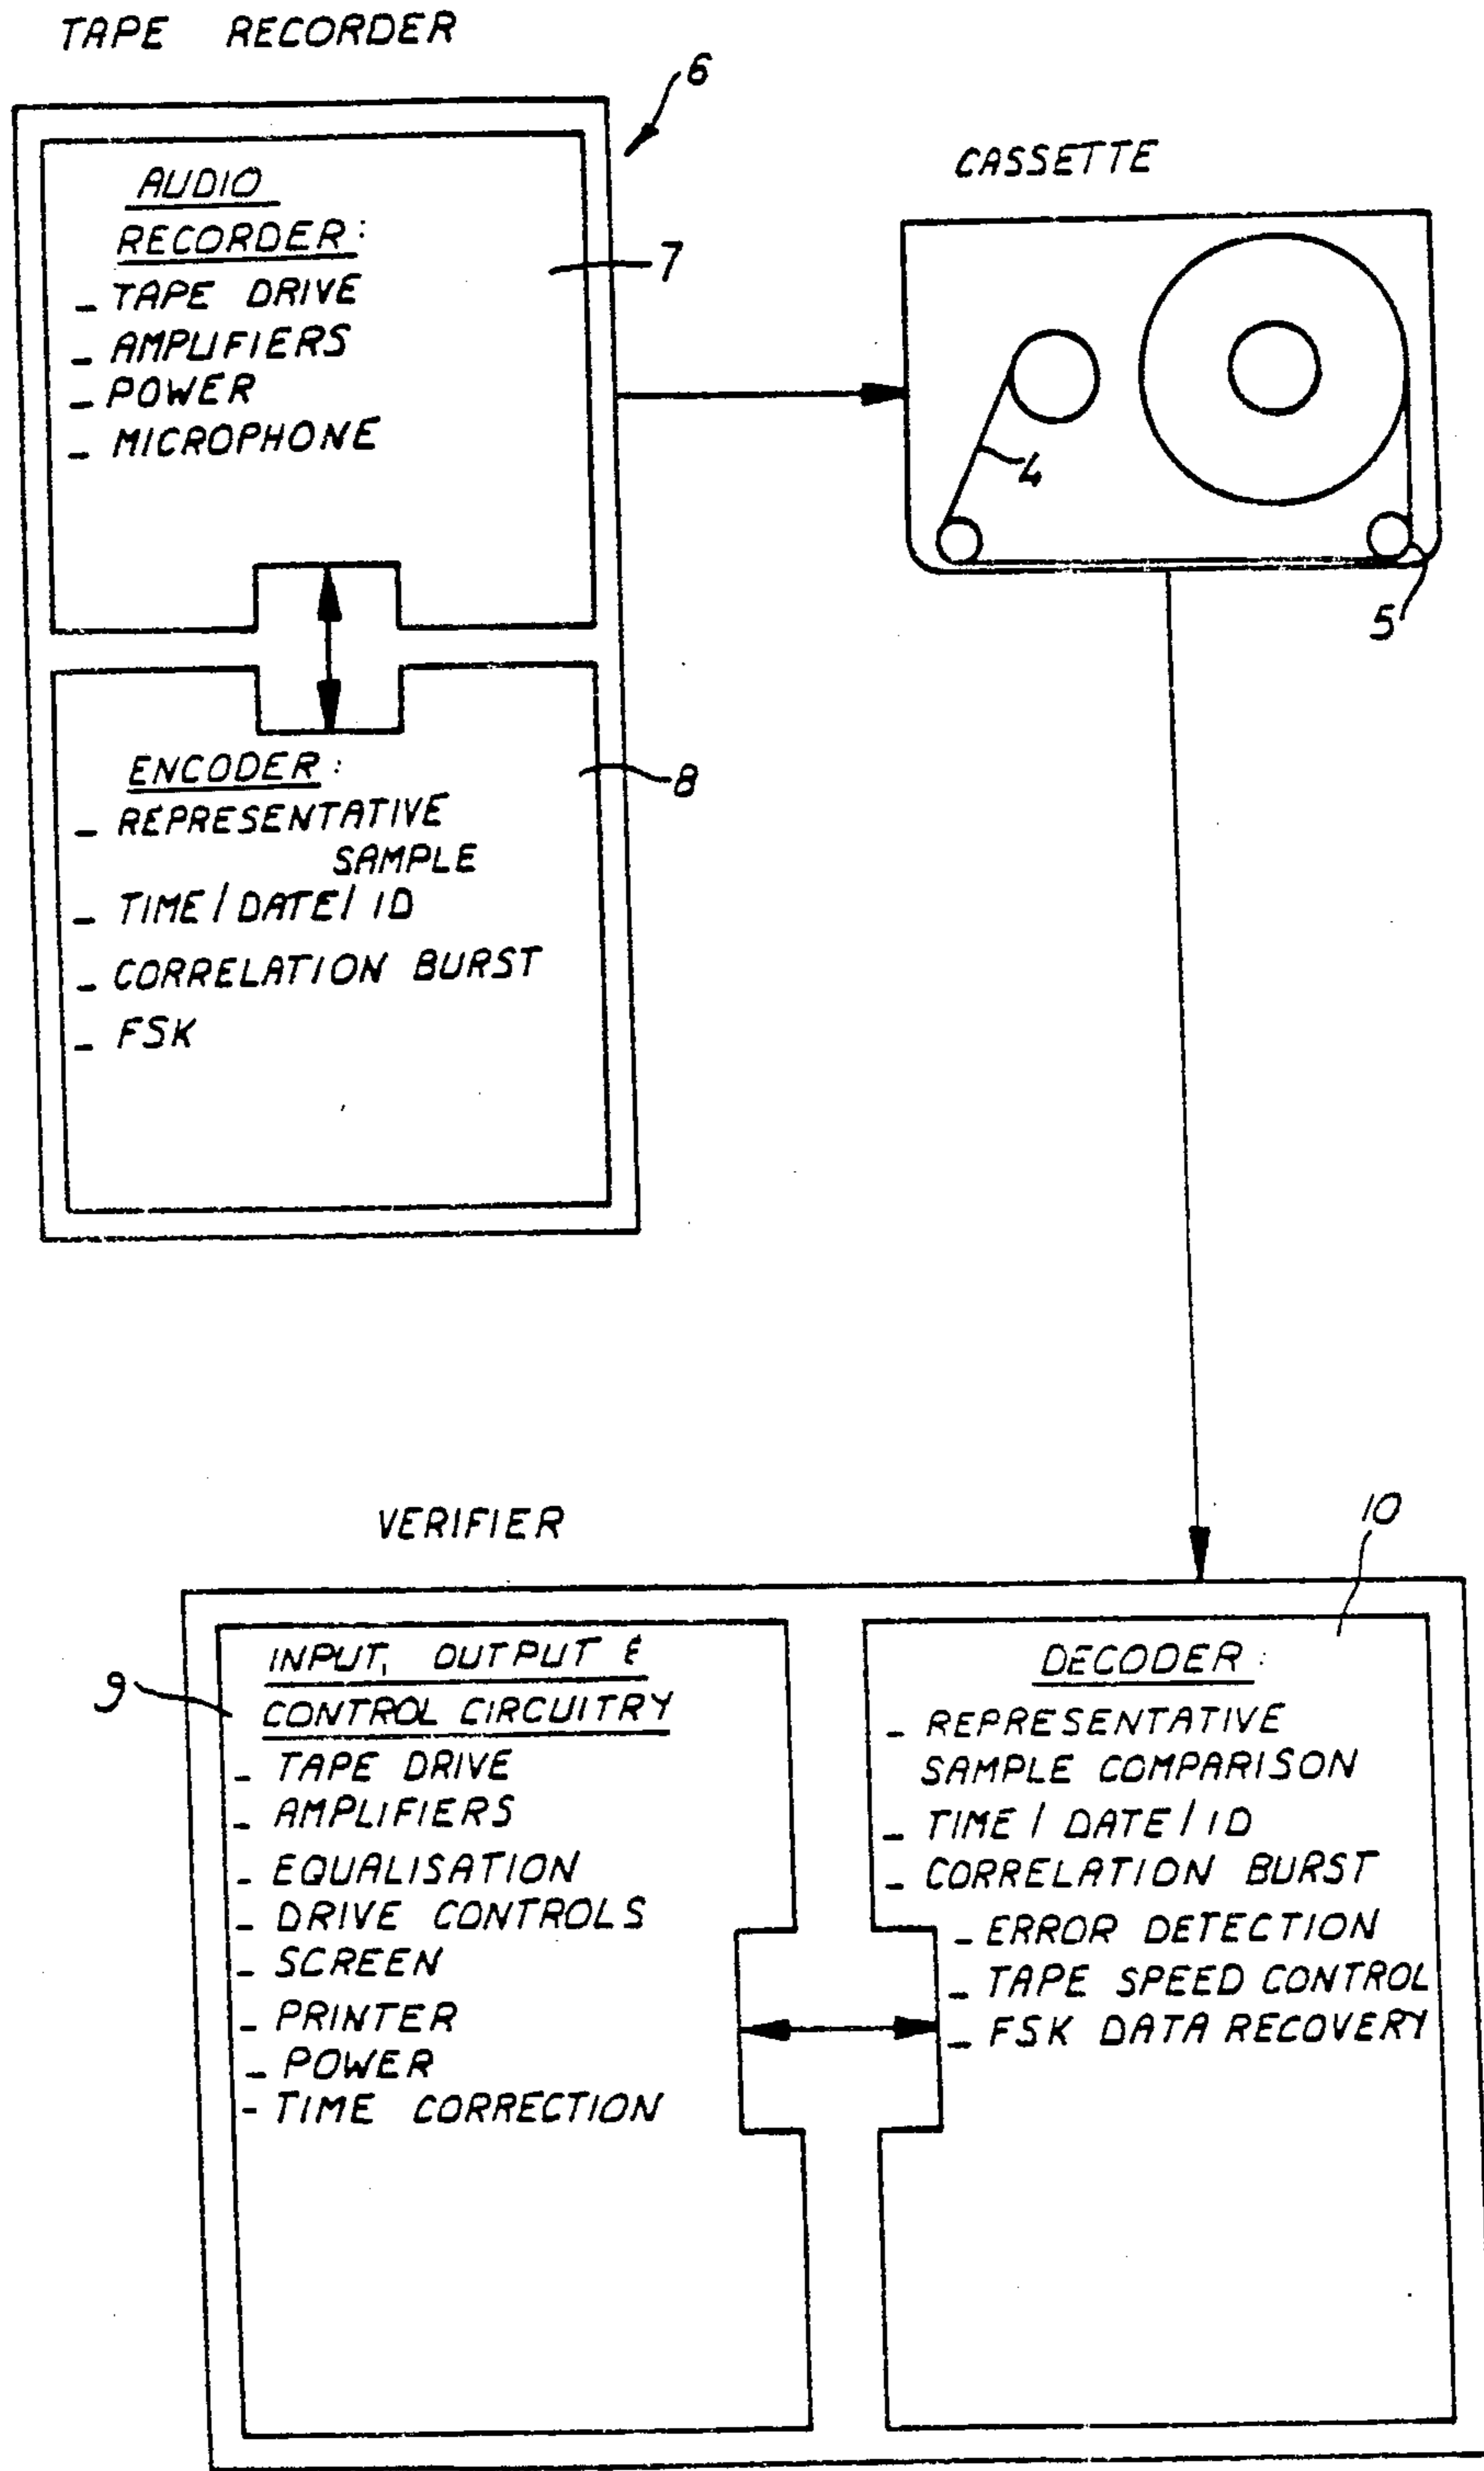 TAPE RECORDER
6
AUDIO
RECORDER:
- TAPE DRIVE
- AMPLIFIERS
- POWER
- MICROPHONE
7
ENCODER:
- REPRESENTATIVE
SAMPLE
- TIME/DATE/ID
- CORRELATION BURST
- FSK
8
CASSETTE
4
5
VERIFIER
9
INPUT, OUTPUT &
CONTROL CIRCUITRY
- TAPE DRIVE
- AMPLIFIERS
- EQUALISATION
- DRIVE CONTROLS
- SCREEN
- PRINTER
- POWER
- TIME CORRECTION
10
DECODER:
- REPRESENTATIVE
SAMPLE COMPARISON
- TIME/DATE/ID
- CORRELATION BURST
- ERROR DETECTION
- TAPE SPEED CONTROL
- FSK DATA RECOVERY